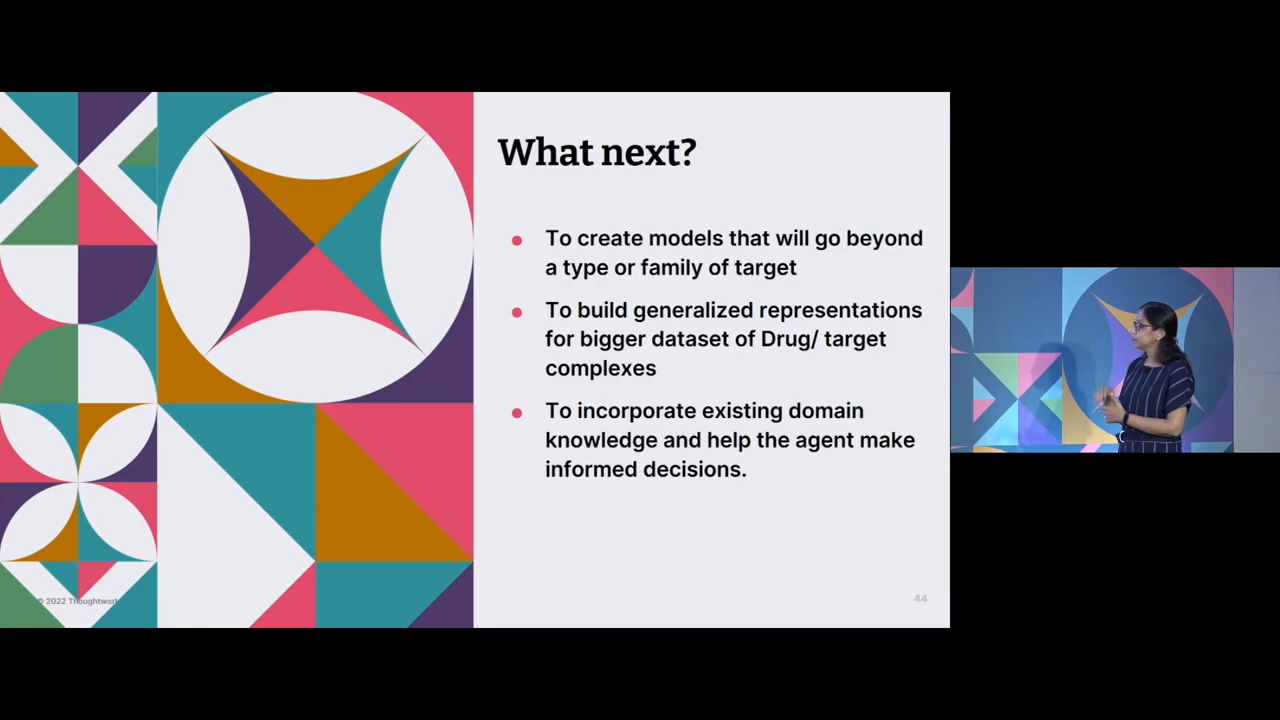 What next?
● To create models that will go beyond
a type or family of target
● To build generalized representations
for bigger dataset of Drug/ target
complexes
● To incorporate existing domain
knowledge and help the agent make
informed decisions.
© 2022 Thoughtwork
44